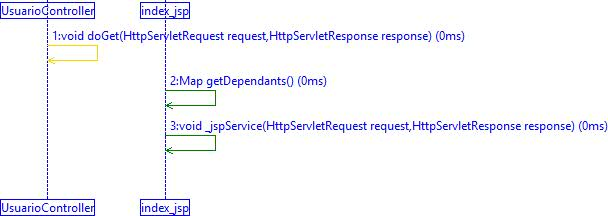 UsuarioController
index_jsp
1:void doGet(HttpServletRequest request,HttpServletResponse response) (0ms)
2:Map getDependants() (0ms)
3:void _jspService(HttpServletRequest request,HttpServletResponse response) (0ms)
UsuarioController
index_jsp